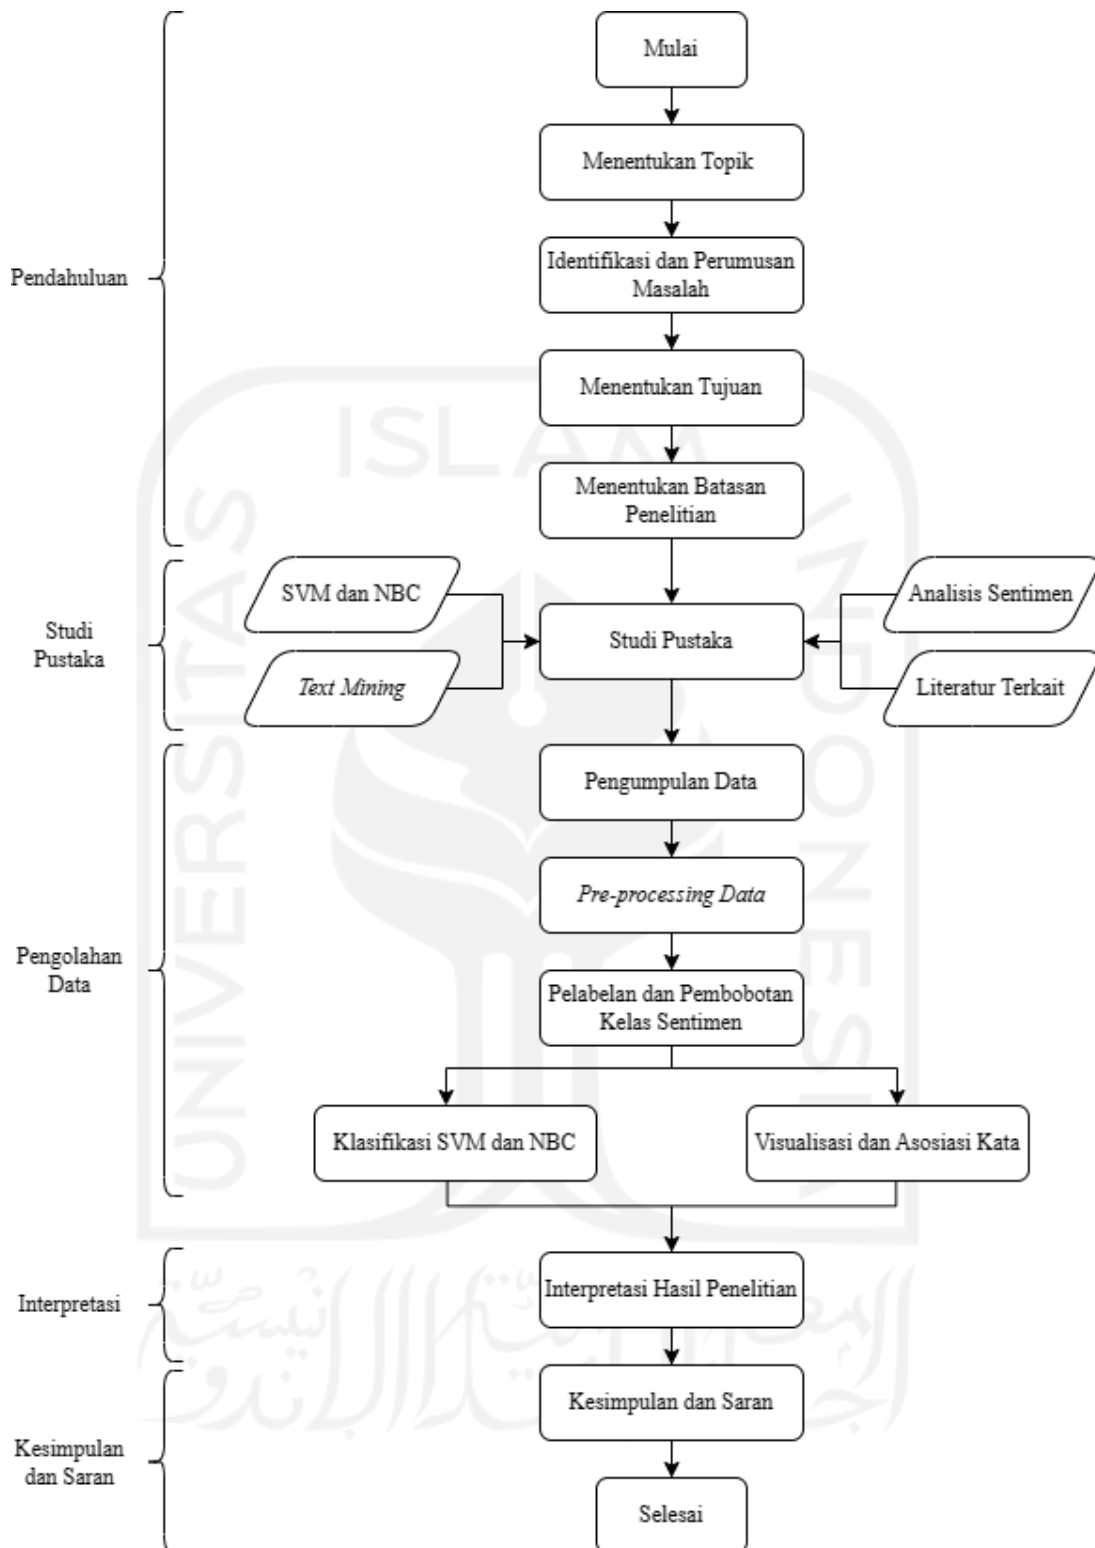 Mulai
Menentukan Topik
Identifikasi dan Perumusan
Masalah
Pendahuluan
Menentukan Tujuan
Menentukan Batasan
Penelitian
SVM dan NBC
Analisis Sentimen
Studi
Pustaka
Studi Pustaka
Text Mining
Literatur Terkait
Pengumpulan Data
Pre-processing Data
Pengolahan
Data
Pelabelan dan Pembobotan
Kelas Sentimen
Klasifikasi SVM dan NBC
Visualisasi dan Asosiasi Kata
Interpretasi
Interpretasi Hasil Penelitian
Kesimpulan dan Saran
Kesimpulan
dan Saran
Selesai
UNIVERSITAS
ISLAM
INDONESIA